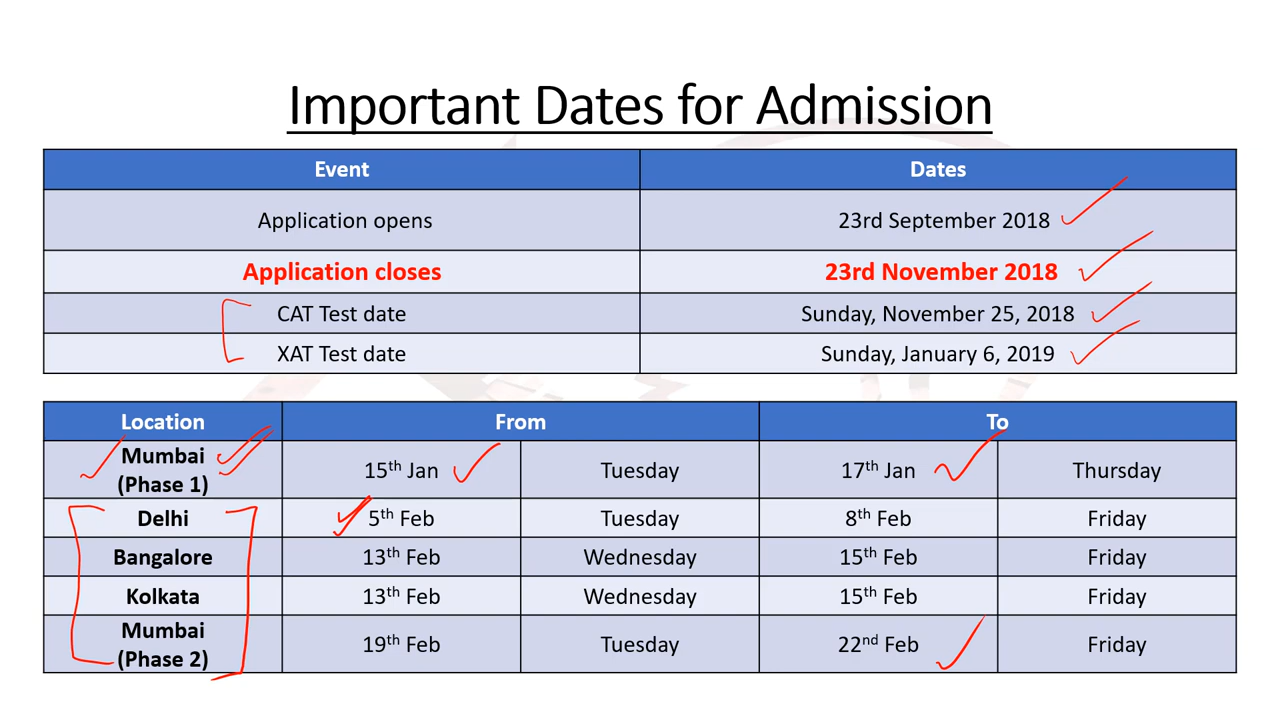 Important Dates for Admission
Event Dates
Application opens 23rd September 2018
Application closes 23rd November 2018
CAT Test date Sunday, November 25, 2018
XAT Test date Sunday, January 6, 2019
Location From To
Mumbai
(Phase 1) 15th Jan Tuesday 17th Jan Thursday
Delhi 5th Feb Tuesday 8th Feb Friday
Bangalore 13th Feb Wednesday 15th Feb Friday
Kolkata 13th Feb Wednesday 15th Feb Friday
Mumbai
(Phase 2) 19th Feb Tuesday 22nd Feb Friday